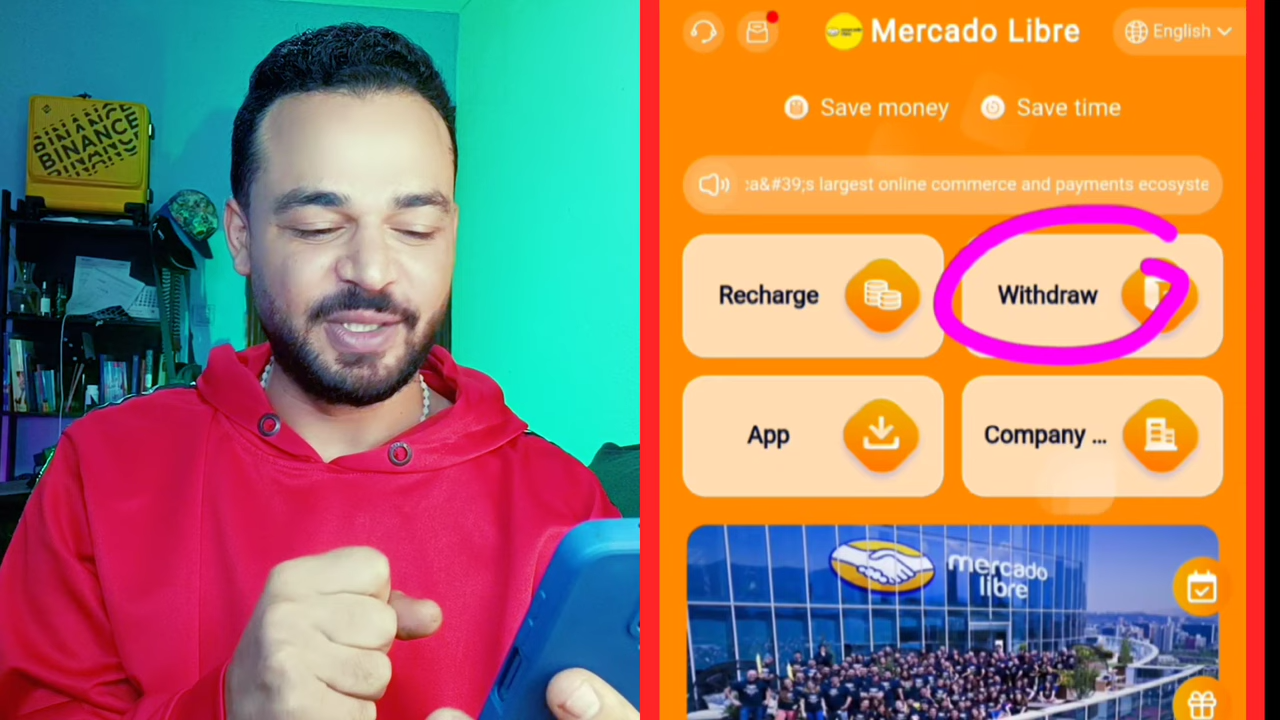 BINANCE
BINANCE
BINANCE
Mercado Libre
English
Save money
Save time
:a&#39;s largest online commerce and payments ecosyste
Recharge
Withdraw
App
Company ...
mercado
libre